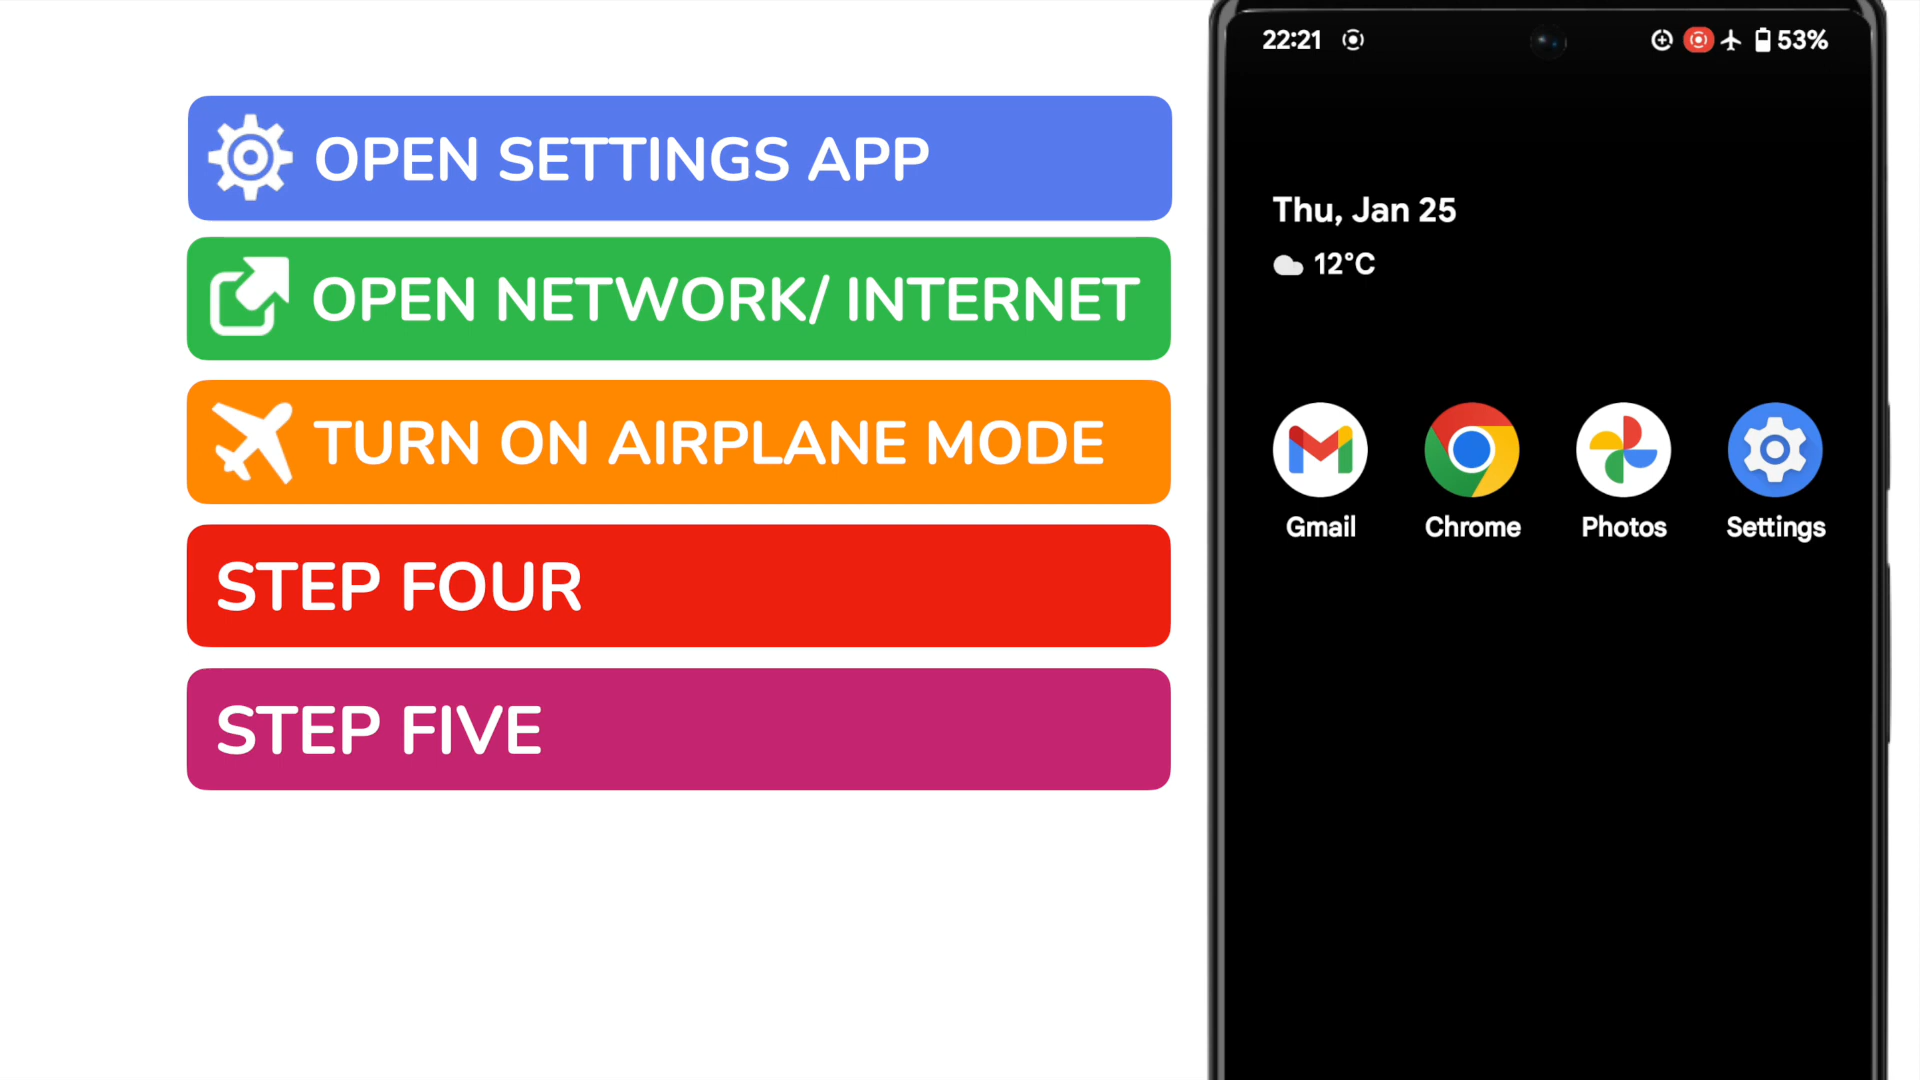 OPEN SETTINGS APP
OPEN NETWORK/ INTERNET
TURN ON AIRPLANE MODE
STEP FOUR
STEP FIVE
22:21 53%
Thu, Jan 25
12°C
Gmail Chrome Photos Settings